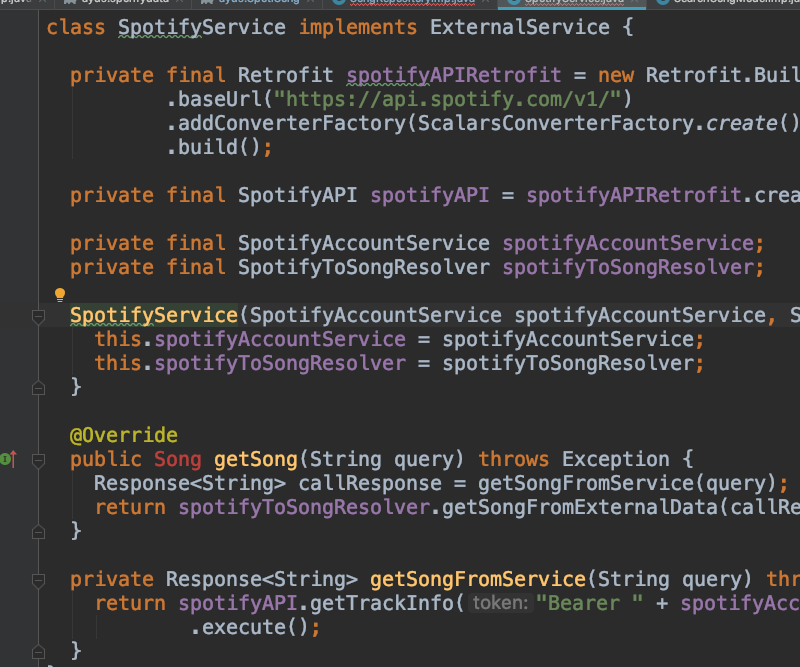 class SpotifyService implements ExternalService {
private final Retrofit spotifyAPIRetrofit = new Retrofit.Buil
.baseUrl("https://api.spotify.com/v1/")
.addConverterFactory(ScalarsConverterFactory.create()
.build();
private final SpotifyAPI spotifyAPI = spotifyAPIRetrofit.crea
private final SpotifyAccountService spotifyAccountService;
private final SpotifyToSongResolver spotifyToSongResolver;
SpotifyService(SpotifyAccountService spotifyAccountService, S
this.spotifyAccountService = spotifyAccountService;
this.spotifyToSongResolver = spotifyToSongResolver;
}
@Override
public Song getSong(String query) throws Exception {
Response<String> callResponse = getSongFromService(query);
return spotifyToSongResolver.getSongFromExternalData(callRe
}
private Response<String> getSongFromService(String query) thr
return spotifyAPI.getTrackInfo( token: "Bearer " + spotifyAcc
.execute();
}